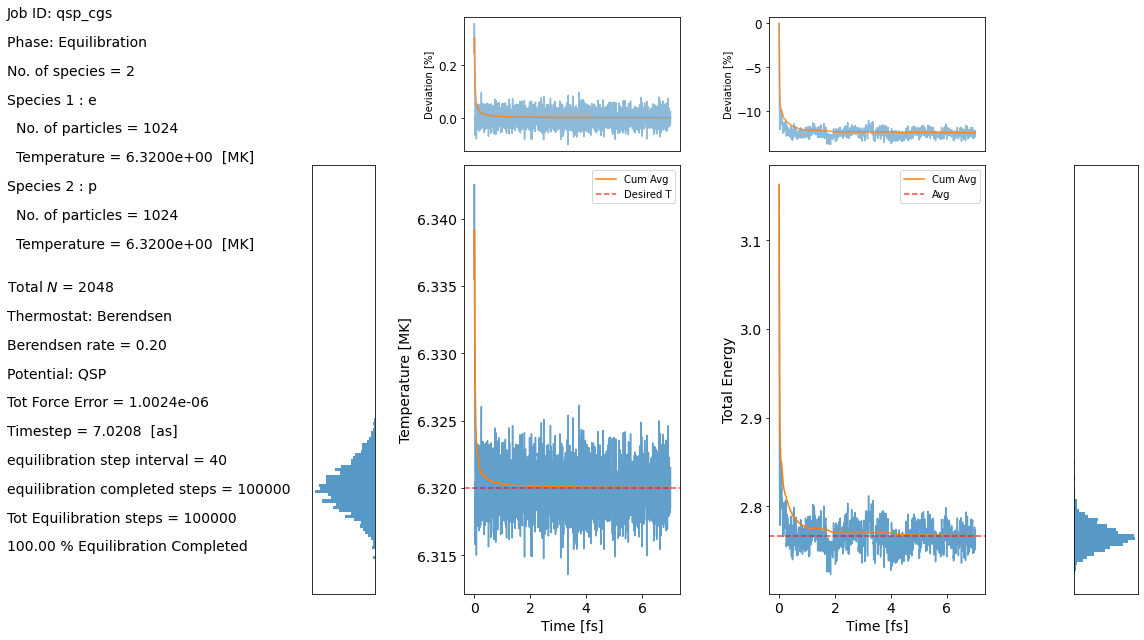 Job ID: qsp_cgs
Phase: Equilibration
No. of species = 2
Species 1 : e
No. of particles = 1024
Temperature = 6.3200e+00 [MK]
Species 2 : p
No. of particles = 1024
Temperature = 6.3200e+00 [MK]
Total N = 2048
Thermostat: Berendsen
Berendsen rate = 0.20
Potential: QSP
Tot Force Error = 1.0024e-06
Timestep = 7.0208 [as]
equilibration step interval = 40
equilibration completed steps = 100000
Tot Equilibration steps = 100000
100.00 % Equilibration Completed
Deviation [%]
0.2
0.0
Deviation [%]
0
−5
−10
Temperature [MK]
6.340
6.335
6.330
6.325
6.320
6.315
Cum Avg
Desired T
0
2
4
6
Time [fs]
Total Energy
3.1
3.0
2.9
2.8
Cum Avg
Avg
0
2
4
6
Time [fs]